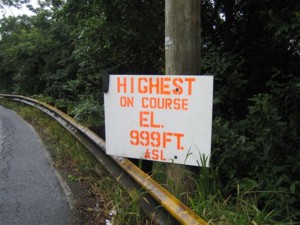 HIGHEST
ON COURSE
EL.
999FT.
ASL.